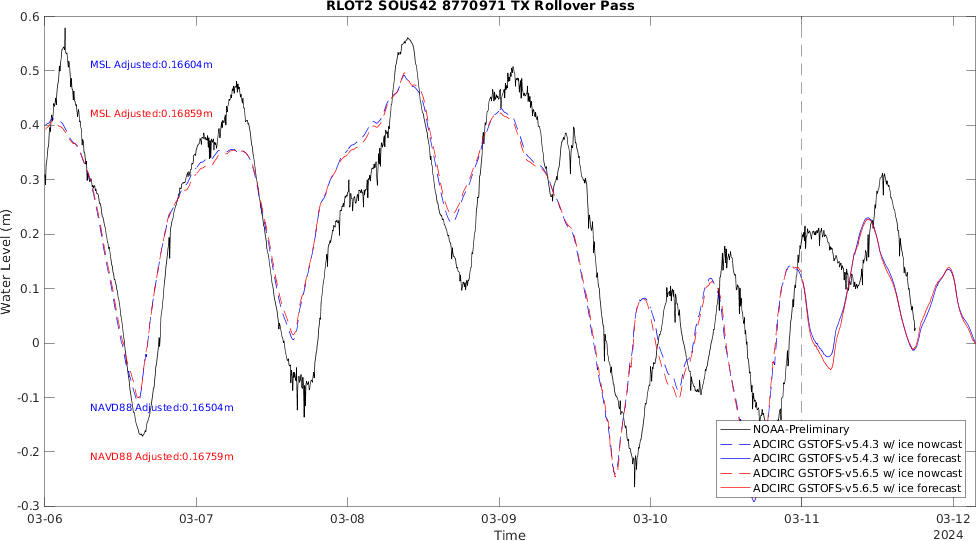 RLOT2 SOUS42 8770971 TX Rollover Pass
0.6
0.5
0.4
0.3
0.2
0.1
0
-0.1
-0.2
-0.3
Water Level (m)
MSL Adjusted:0.16604m
MSL Adjusted:0.16859m
NAVD88 Adjusted:0.16504m
NAVD88 Adjusted:0.16759m
NOAA-Preliminary
ADCIRC GSTOFS-v5.4.3 w/ ice nowcast
ADCIRC GSTOFS-v5.4.3 w/ ice forecast
ADCIRC GSTOFS-v5.6.5 w/ ice nowcast
ADCIRC GSTOFS-v5.6.5 w/ ice forecast
03-06 03-07 03-08 03-09 03-10 03-11 03-12
Time
2024